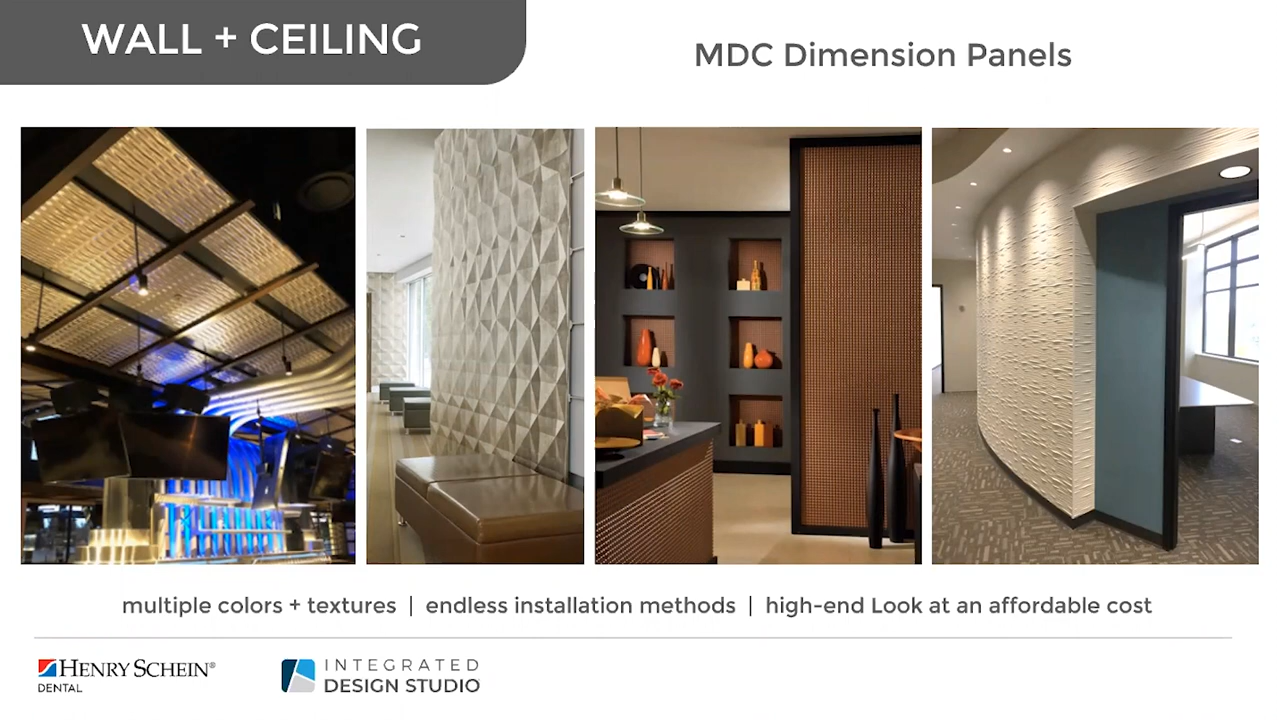 WALL + CEILING
MDC Dimension Panels
multiple colors + textures | endless installation methods | high-end Look at an affordable cost
HENRY SCHEIN®
DENTAL
INTEGRATED
DESIGN STUDIO